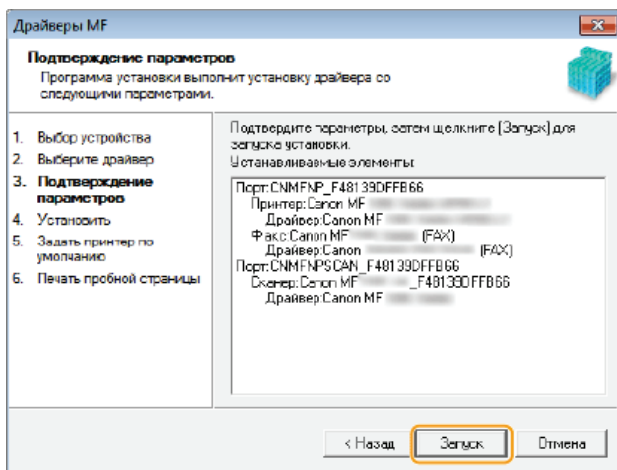 Драйверы MF
Подтверждение параметров
Программа установки выполнит установку драйвера со
следующими параметрами.
1. Выбор устройства
2. Выберите драйвер
3. Подтверждение
параметров
4. Установить
5. Задать принтер по
умолчанию
6. Печать пробной страницы
Подтвердите параметры, затем щелкните [Запуск] для
запуска установки.
Устанавливаемые элементы:
Порт:CNMFNP_F48139DFFB66
Принтер:Canon MF
Драйвер:Canon MF
Факс:Canon MF (FAX)
Драйвер:Canon (FAX)
Порт:CNMFNPSCAN_F48139DFFB66
Сканер:Canon MF _F48139DFFB66
Драйвер:Canon MF
< Назад
Запуск
Отмена